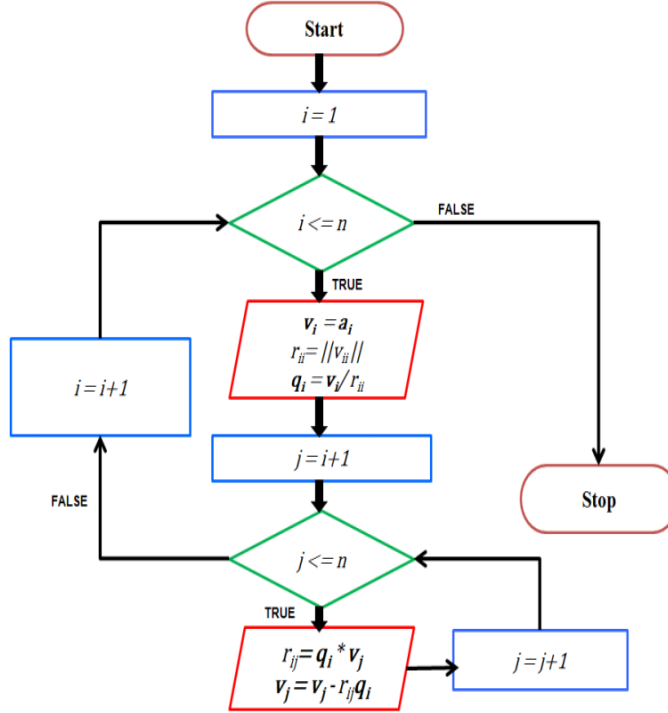 Start
i = 1
i <= n
FALSE
TRUE
v_i = a_i
r_ii = ||v_ii||
q_i = v_i / r_ii
i = i+1
j = i+1
FALSE
Stop
j <= n
TRUE
r_ij = q_i * v_j
v_j = v_j - r_ij q_i
j = j+1